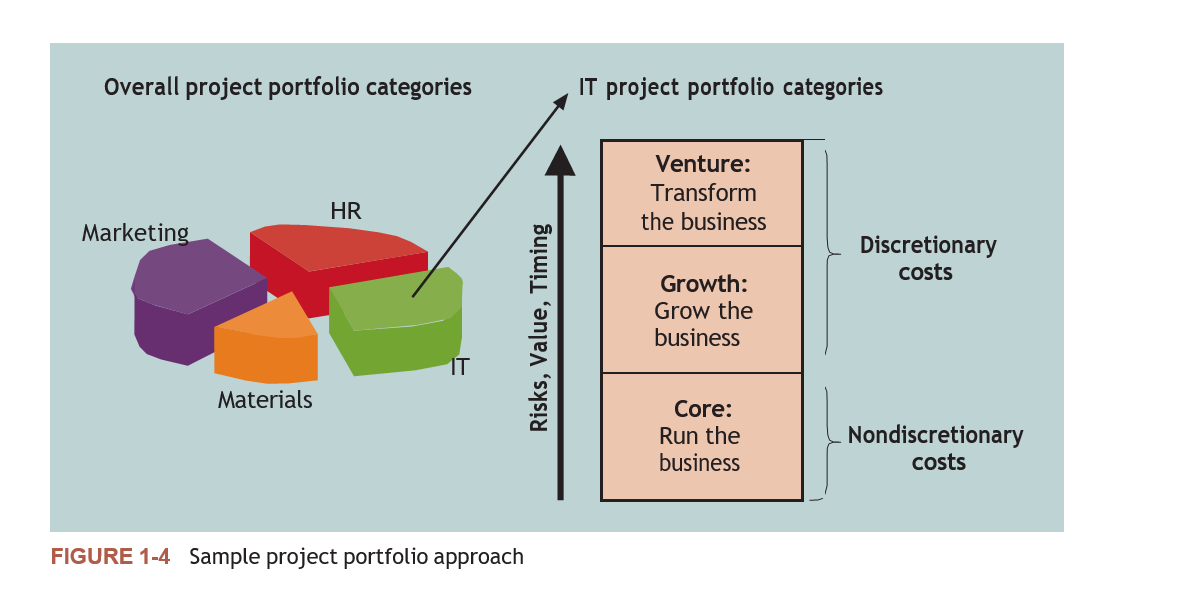 Overall project portfolio categories
IT project portfolio categories
Marketing
HR
IT
Materials
Risks, Value, Timing
Venture:
Transform
the business
Growth:
Grow the
business
Core:
Run the
business
Discretionary
costs
Nondiscretionary
costs
FIGURE 1-4 Sample project portfolio approach